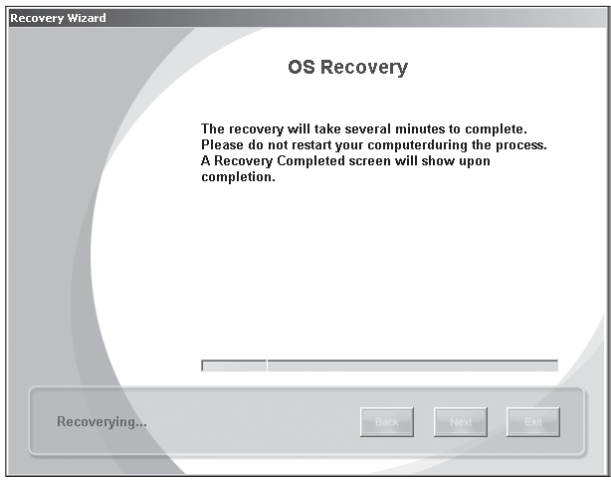 Recovery Wizard
OS Recovery
The recovery will take several minutes to complete.
Please do not restart your computerduring the process.
A Recovery Completed screen will show upon
completion.
Recoverying...
Back
Next
Exit